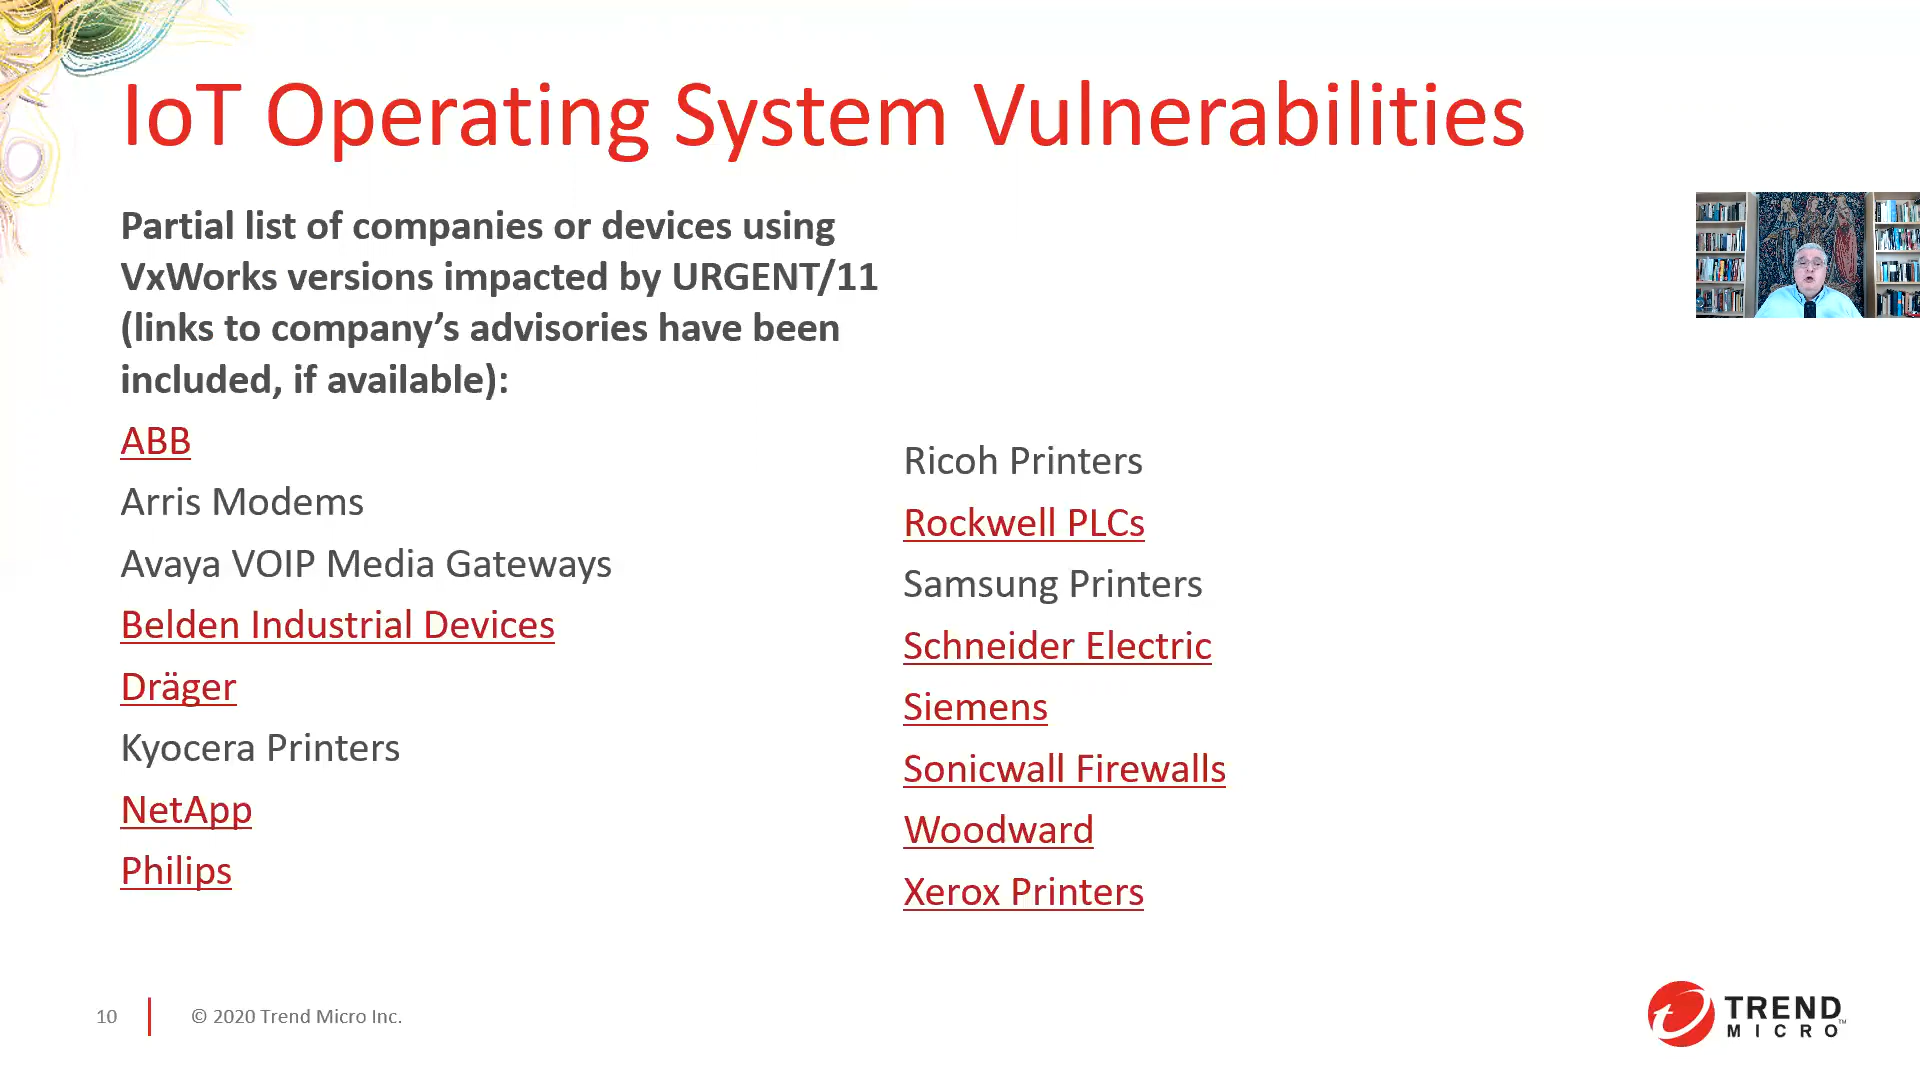 IoT Operating System Vulnerabilities
Partial list of companies or devices using
VxWorks versions impacted by URGENT/11
(links to company’s advisories have been
included, if available):
ABB
Arris Modems
Avaya VOIP Media Gateways
Belden Industrial Devices
Dräger
Kyocera Printers
NetApp
Philips
Ricoh Printers
Rockwell PLCs
Samsung Printers
Schneider Electric
Siemens
Sonicwall Firewalls
Woodward
Xerox Printers
10
© 2020 Trend Micro Inc.
TREND
MICRO™